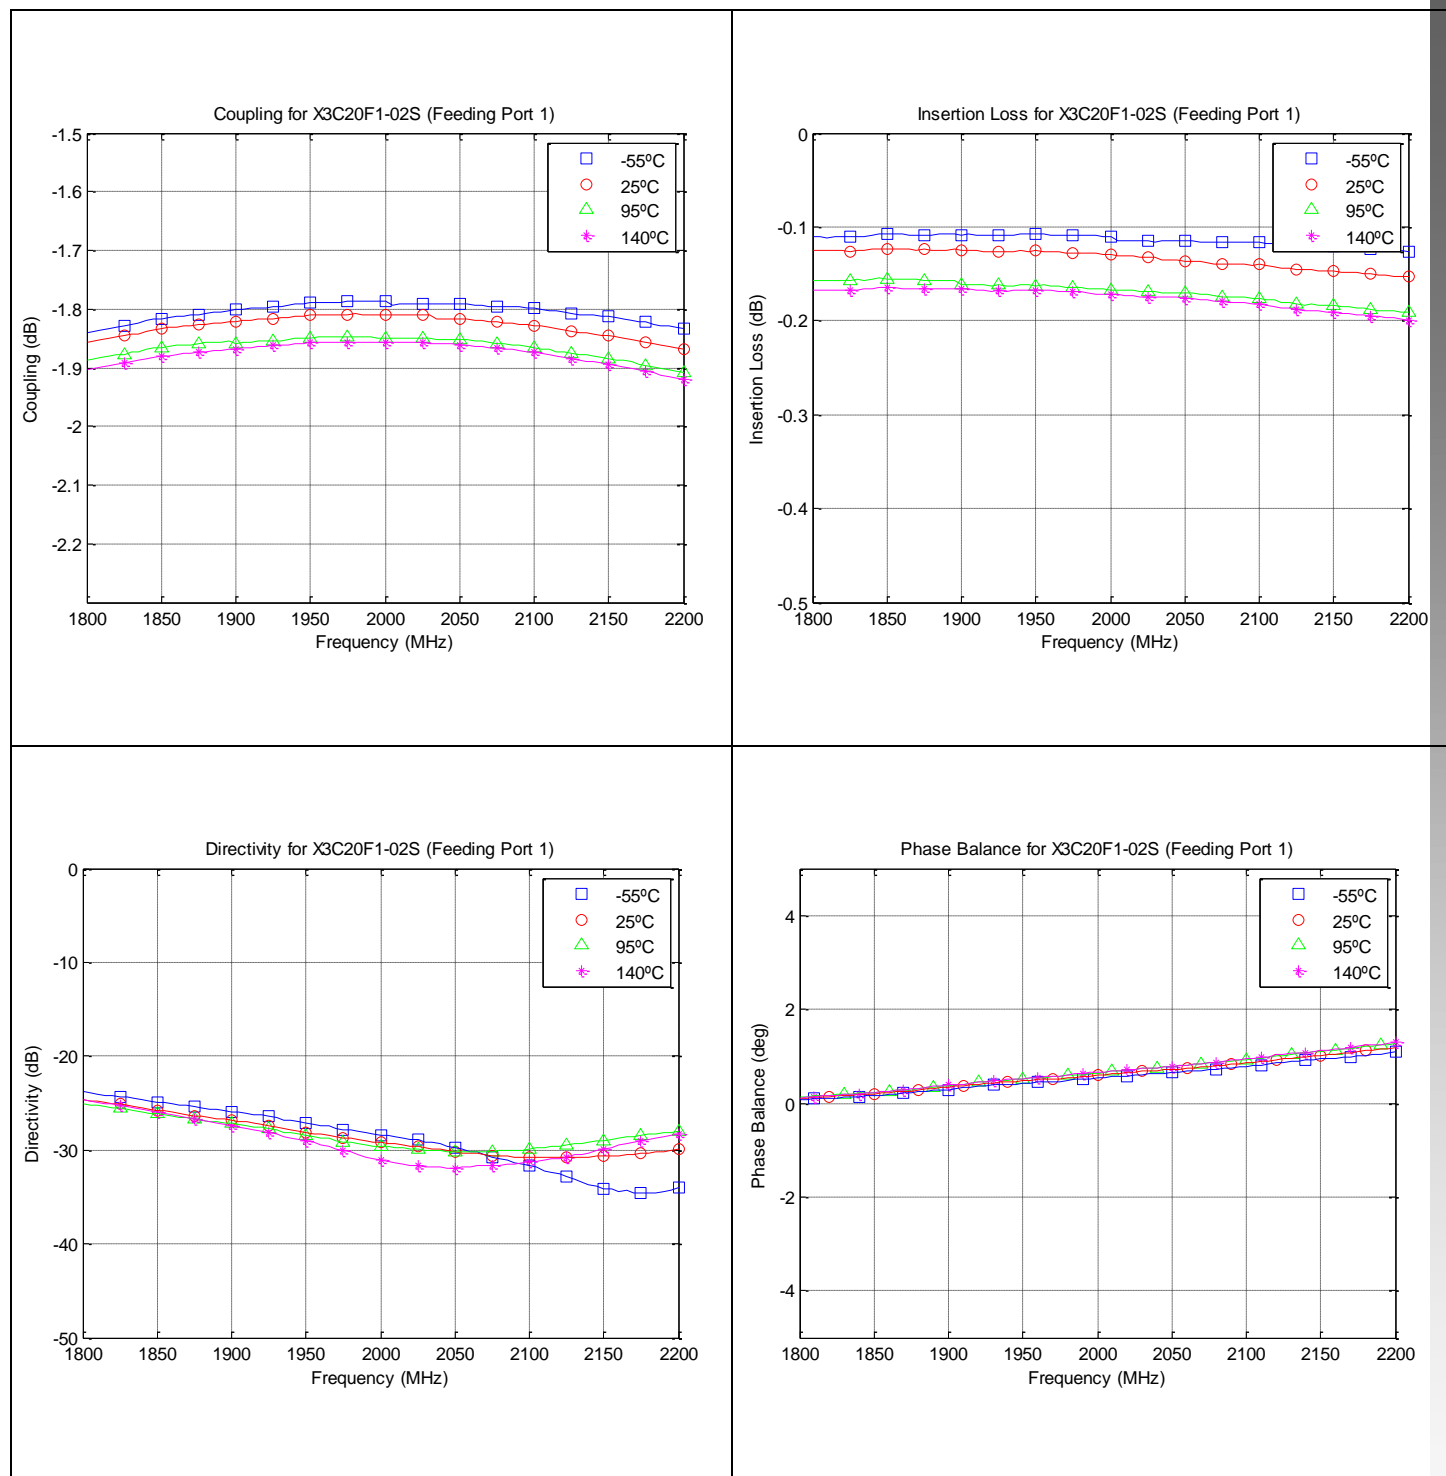 Coupling for X3C20F1-02S (Feeding Port 1)
-1.5
-1.6
-1.7
-1.8
-1.9
-2
-2.1
-2.2
Coupling (dB)
-55ºC
25ºC
95ºC
140ºC
1800 1850 1900 1950 2000 2050 2100 2150 2200
Frequency (MHz)
Insertion Loss for X3C20F1-02S (Feeding Port 1)
0
-0.1
-0.2
-0.3
-0.4
-0.5
Insertion Loss (dB)
-55ºC
25ºC
95ºC
140ºC
1800 1850 1900 1950 2000 2050 2100 2150 2200
Frequency (MHz)
Directivity for X3C20F1-02S (Feeding Port 1)
0
-10
-20
-30
-40
-50
Directivity (dB)
-55ºC
25ºC
95ºC
140ºC
1800 1850 1900 1950 2000 2050 2100 2150 2200
Frequency (MHz)
Phase Balance for X3C20F1-02S (Feeding Port 1)
4
2
0
-2
-4
Phase Balance (deg)
-55ºC
25ºC
95ºC
140ºC
1800 1850 1900 1950 2000 2050 2100 2150 2200
Frequency (MHz)